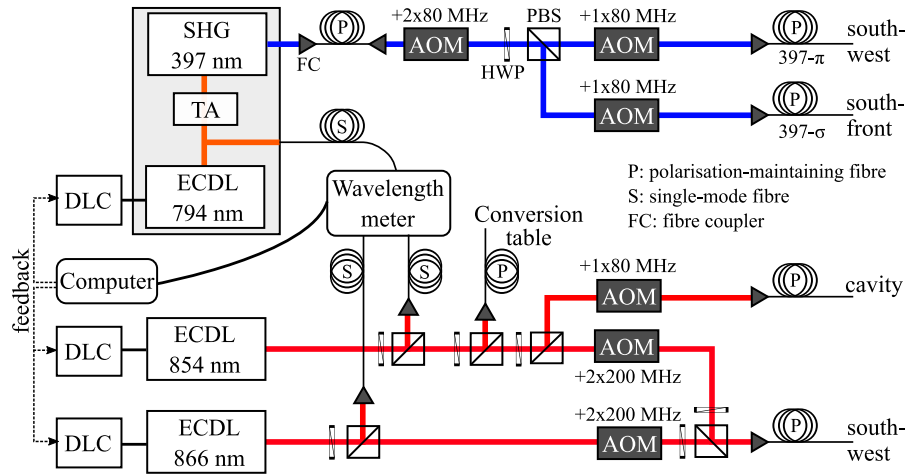 SHG
397 nm
TA
ECDL
794 nm
DLC
FC
P
+2x80 MHz
AOM
HWP
PBS
+1x80 MHz
AOM
P
397-π
south-
west
+1x80 MHz
AOM
P
397-σ
south-
front
S
Wavelength
meter
P: polarisation-maintaining fibre
S: single-mode fibre
FC: fibre coupler
Computer
feedback
S
S
Conversion
table
P
+1x80 MHz
AOM
P
cavity
DLC
ECDL
854 nm
AOM
+2x200 MHz
DLC
ECDL
866 nm
+2x200 MHz
AOM
P
south-
west